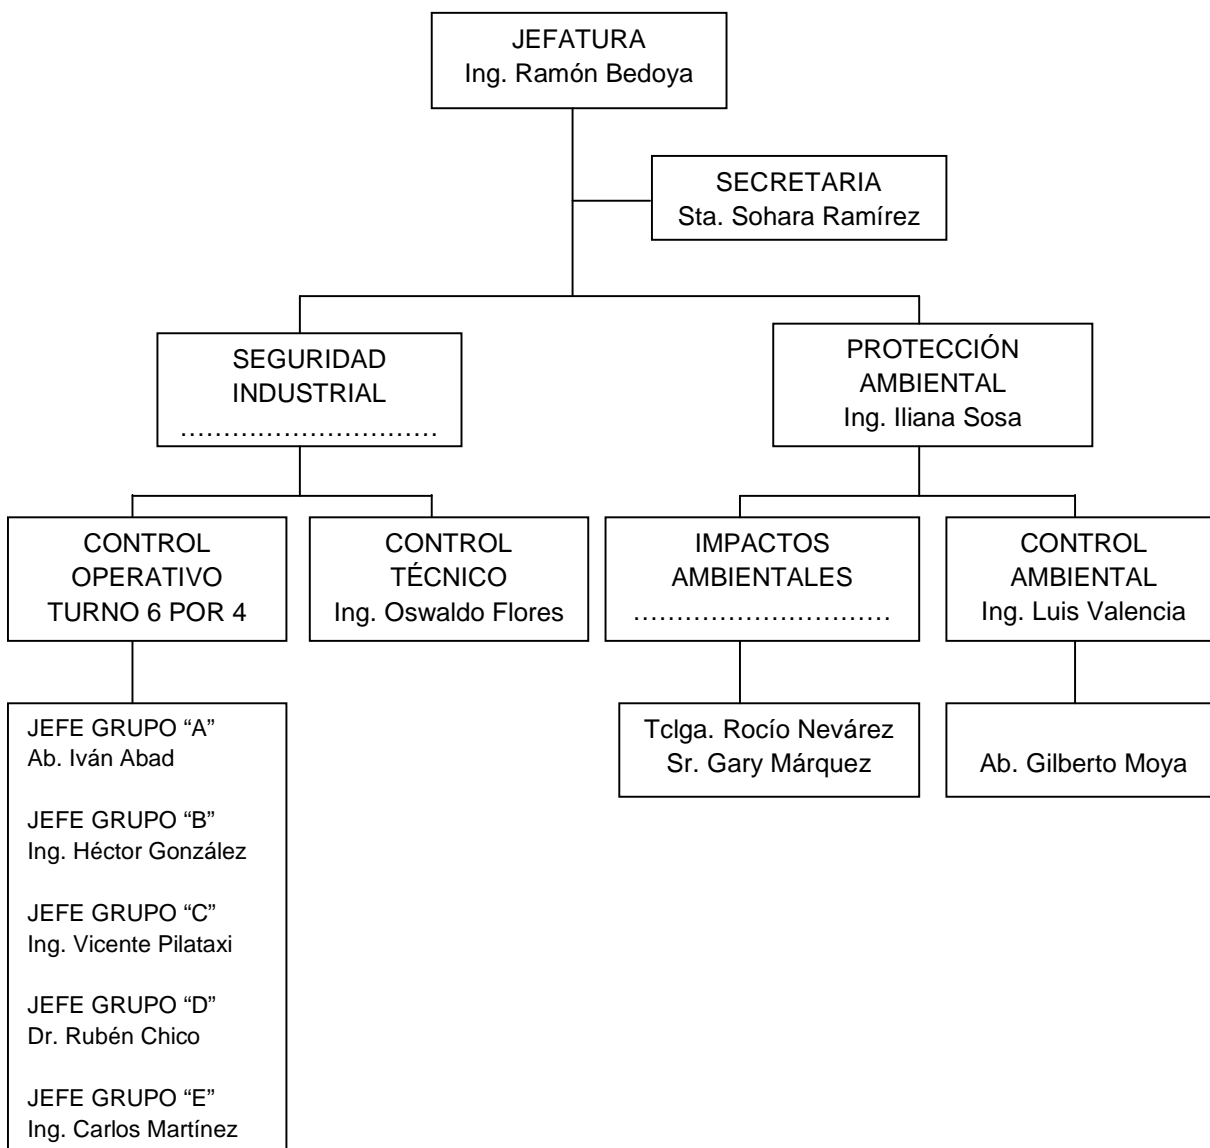 JEFATURA
Ing. Ramón Bedoya
SECRETARIA
Sta. Sohara Ramírez
SEGURIDAD
INDUSTRIAL
…………………………
PROTECCIÓN
AMBIENTAL
Ing. Iliana Sosa
CONTROL
OPERATIVO
TURNO 6 POR 4
CONTROL
TÉCNICO
Ing. Oswaldo Flores
IMPACTOS
AMBIENTALES
…………………………
CONTROL
AMBIENTAL
Ing. Luis Valencia
JEFE GRUPO “A”
Ab. Iván Abad
JEFE GRUPO “B”
Ing. Héctor González
JEFE GRUPO “C”
Ing. Vicente Pilataxi
JEFE GRUPO “D”
Dr. Rubén Chico
JEFE GRUPO “E”
Ing. Carlos Martínez
Tclga. Rocío Nevárez
Sr. Gary Márquez
Ab. Gilberto Moya